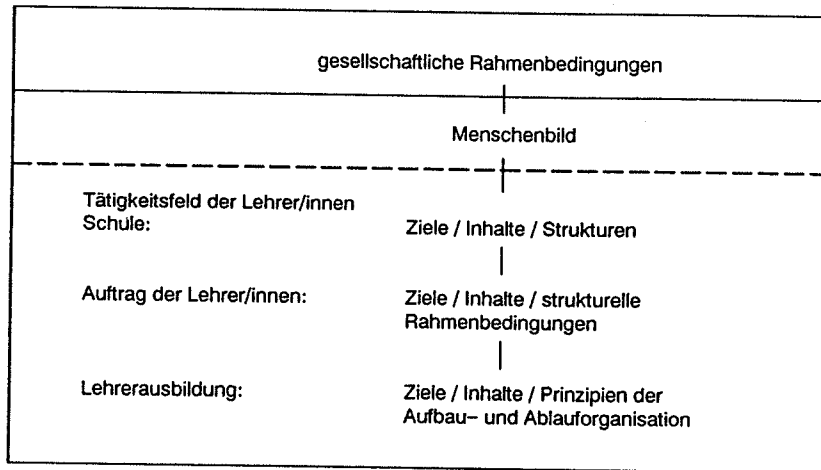 gesellschaftliche Rahmenbedingungen
Menschenbild
Tätigkeitsfeld der Lehrer/innen
Schule: Ziele / Inhalte / Strukturen
Auftrag der Lehrer/innen: Ziele / Inhalte / strukturelle
Rahmenbedingungen
Lehrerausbildung: Ziele / Inhalte / Prinzipien der
Aufbau– und Ablauforganisation